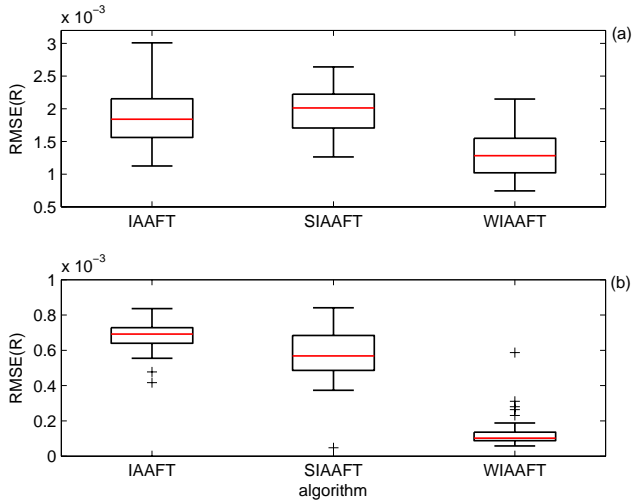 x 10⁻³
(a)
3
2.5
2
1.5
1
0.5
RMSE(R)
IAAFT SIAAFT WIAAFT
x 10⁻³
(b)
1
0.8
0.6
0.4
0.2
0
RMSE(R)
IAAFT SIAAFT WIAAFT
algorithm